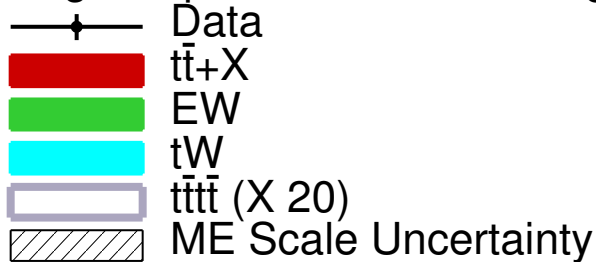 Data
tt̄+X
EW
tW
tt̄tt̄ (X 20)
ME Scale Uncertainty